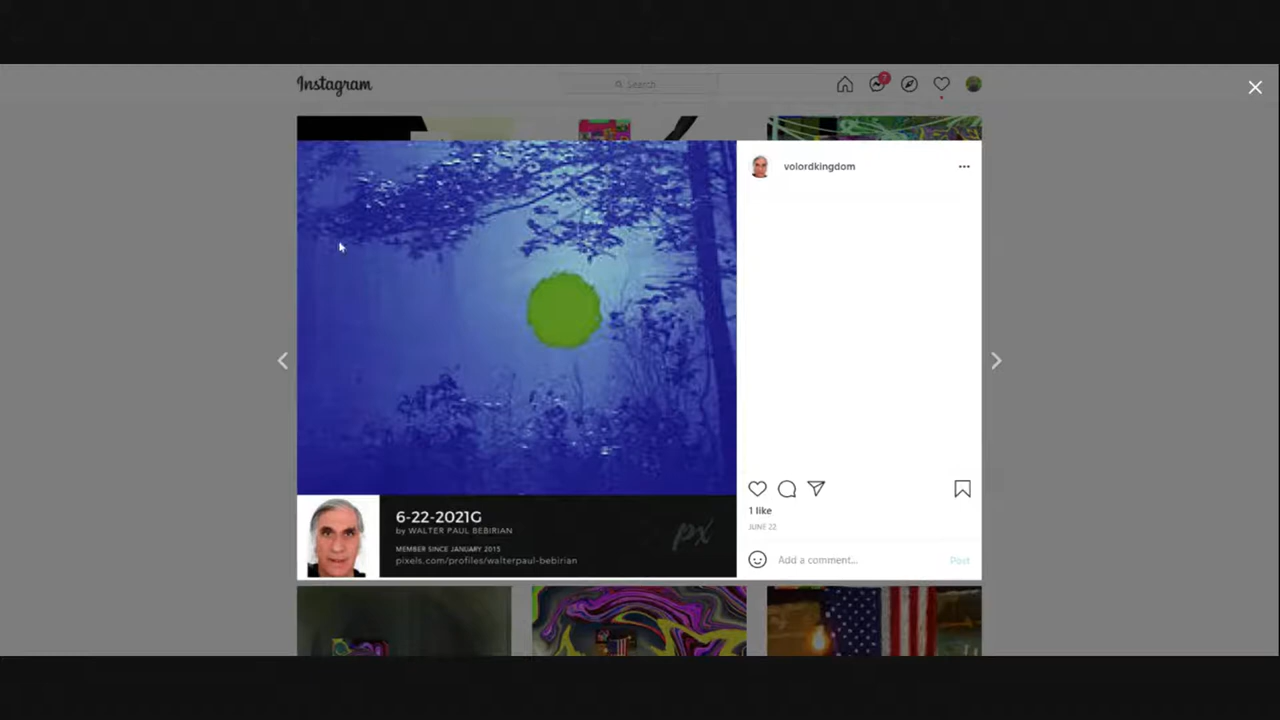 Instagram
Search
7
volordkingdom
1 like
JUNE 22
Add a comment...
Post
6-22-2021G
by WALTER PAUL BEBIRIAN
MEMBER SINCE JANUARY 2015
pixels.com/profiles/walterpaul-bebirian
px